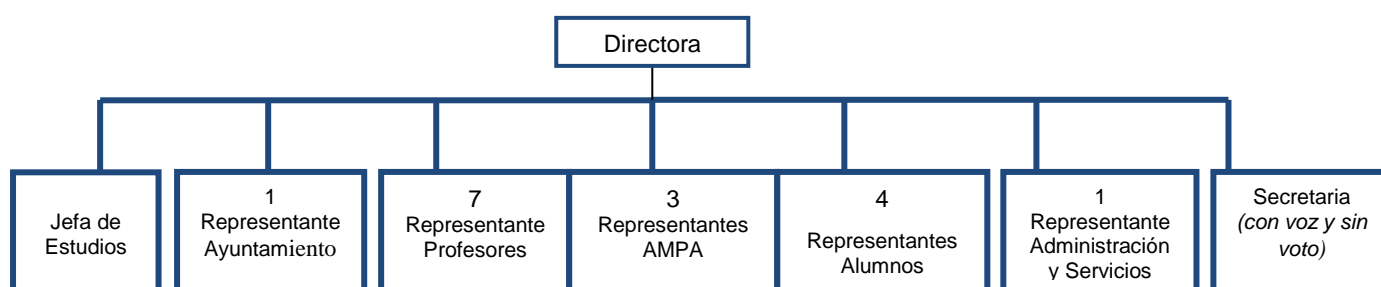 Directora
Jefa de
Estudios
1
Representante
Ayuntamiento
7
Representante
Profesores
3
Representantes
AMPA
4
Representantes
Alumnos
1
Representante
Administración
y Servicios
Secretaria
(con voz y sin
voto)